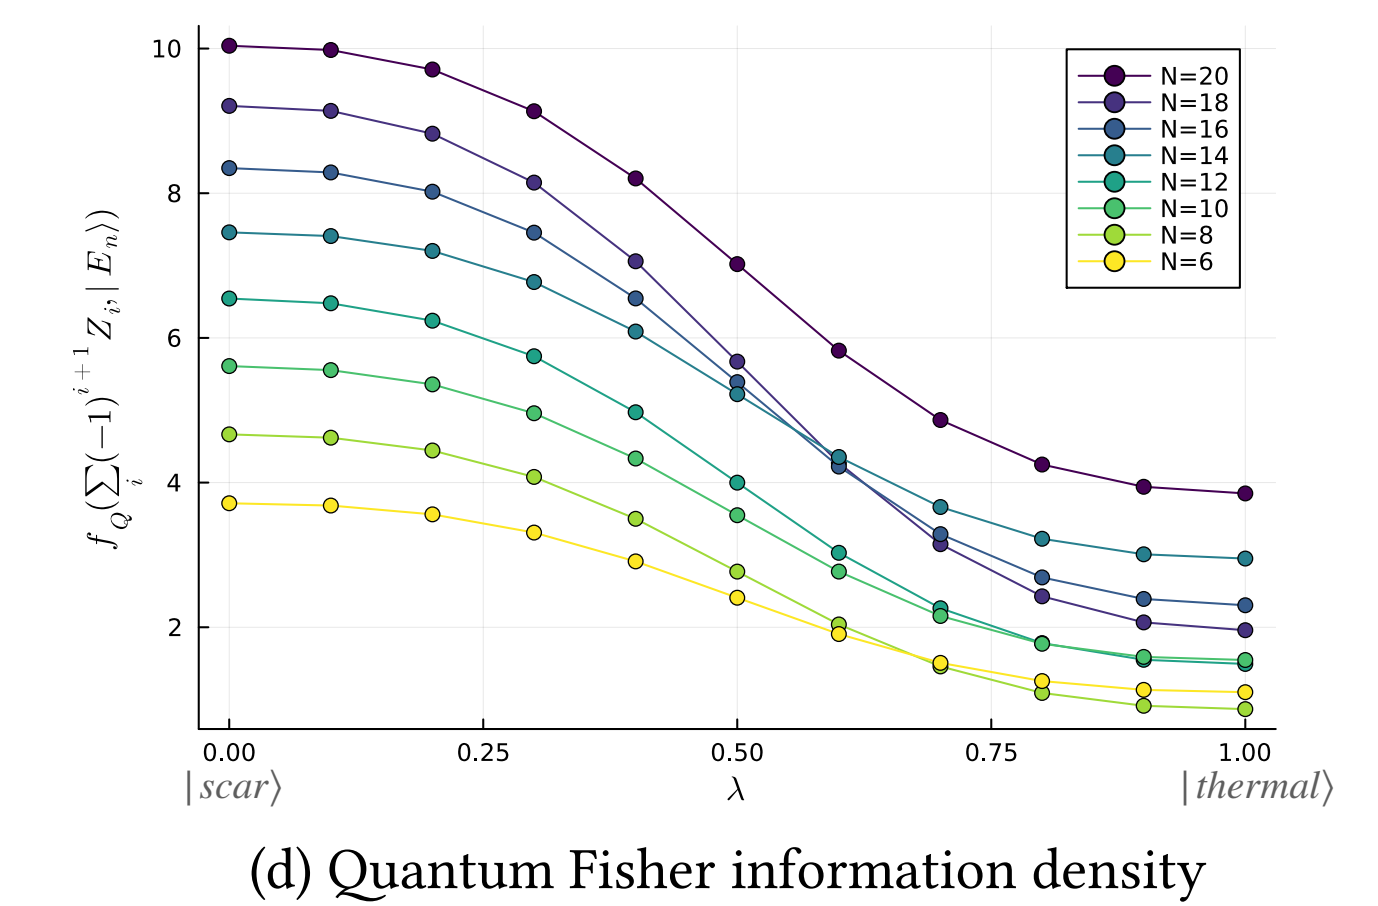 10
8
6
4
2
f_Q(∑_i(−1)^{i+1} Z_i, | E_n⟩)
N=20
N=18
N=16
N=14
N=12
N=10
N=8
N=6
0.00 0.25 0.50 0.75 1.00
|scar⟩ λ |thermal⟩
(d) Quantum Fisher information density